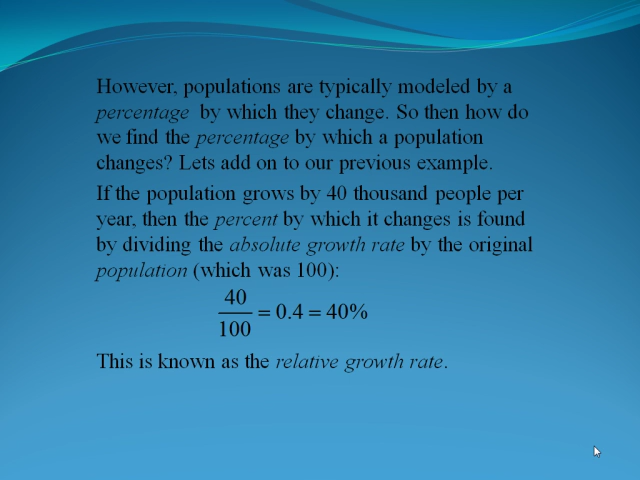 However, populations are typically modeled by a
percentage by which they change. So then how do
we find the percentage by which a population
changes? Lets add on to our previous example.
If the population grows by 40 thousand people per
year, then the percent by which it changes is found
by dividing the absolute growth rate by the original
population (which was 100):
40/100 = 0.4 = 40%
This is known as the relative growth rate.